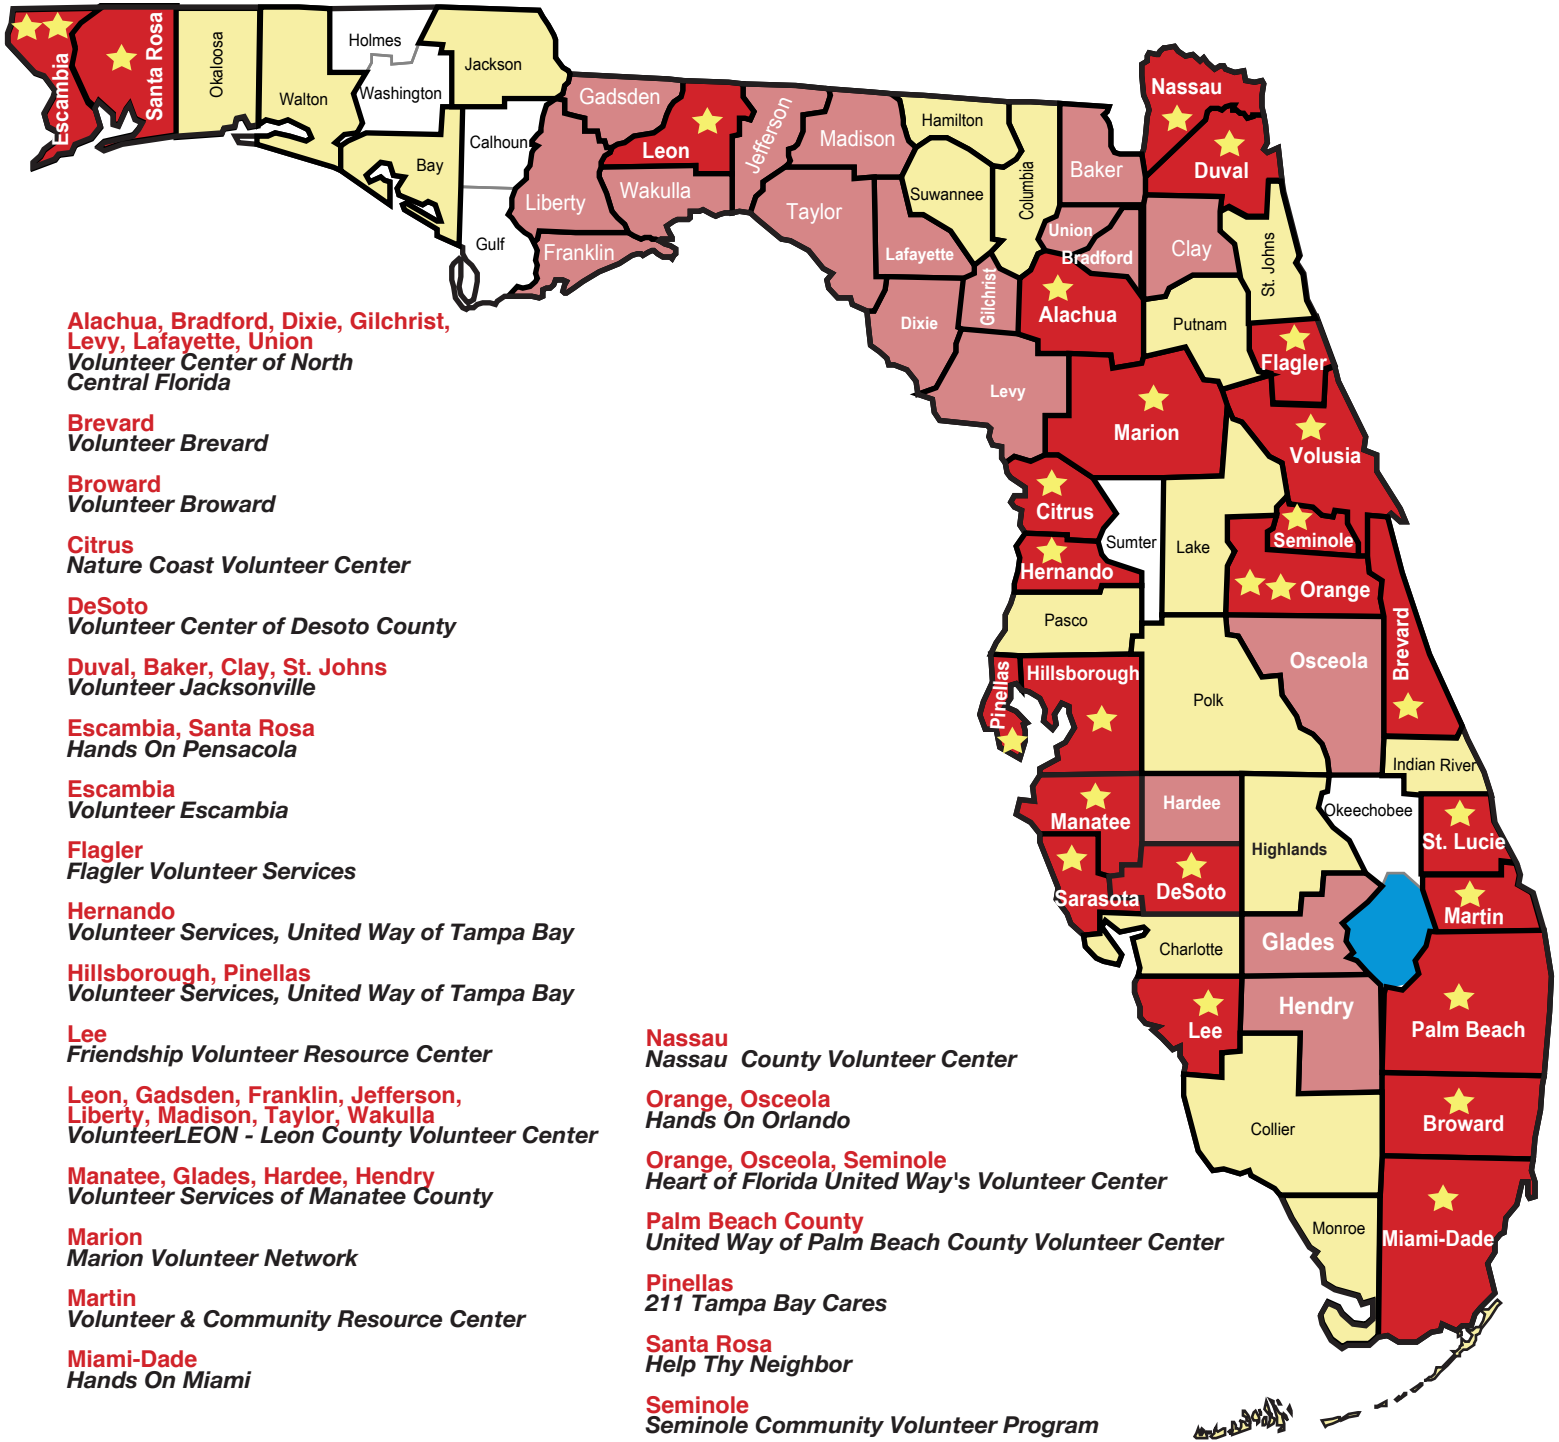 Escambia
Santa Rosa
Okaloosa
Walton
Holmes
Washington
Jackson
Bay
Calhoun
Gulf
Gadsden
Liberty
Franklin
Leon
Wakulla
Jefferson
Madison
Taylor
Hamilton
Suwannee
Lafayette
Columbia
Baker
Union
Bradford
Nassau
Duval
Clay
St. Johns
Dixie
Gilchrist
Alachua
Putnam
Flagler
Levy
Marion
Volusia
Citrus
Sumter
Lake
Seminole
Hernando
Orange
Pasco
Brevard
Pinellas
Hillsborough
Polk
Osceola
Indian River
Manatee
Hardee
Highlands
Okeechobee
St. Lucie
Sarasota
DeSoto
Martin
Charlotte
Glades
Lee
Hendry
Palm Beach
Collier
Broward
Monroe
Miami-Dade
Alachua, Bradford, Dixie, Gilchrist,
Levy, Lafayette, Union
Volunteer Center of North
Central Florida
Brevard
Volunteer Brevard
Broward
Volunteer Broward
Citrus
Nature Coast Volunteer Center
DeSoto
Volunteer Center of Desoto County
Duval, Baker, Clay, St. Johns
Volunteer Jacksonville
Escambia, Santa Rosa
Hands On Pensacola
Escambia
Volunteer Escambia
Flagler
Flagler Volunteer Services
Hernando
Volunteer Services, United Way of Tampa Bay
Hillsborough, Pinellas
Volunteer Services, United Way of Tampa Bay
Lee
Friendship Volunteer Resource Center
Leon, Gadsden, Franklin, Jefferson,
Liberty, Madison, Taylor, Wakulla
VolunteerLEON - Leon County Volunteer Center
Manatee, Glades, Hardee, Hendry
Volunteer Services of Manatee County
Marion
Marion Volunteer Network
Martin
Volunteer & Community Resource Center
Miami-Dade
Hands On Miami
Nassau
Nassau County Volunteer Center
Orange, Osceola
Hands On Orlando
Orange, Osceola, Seminole
Heart of Florida United Way's Volunteer Center
Palm Beach County
United Way of Palm Beach County Volunteer Center
Pinellas
211 Tampa Bay Cares
Santa Rosa
Help Thy Neighbor
Seminole
Seminole Community Volunteer Program